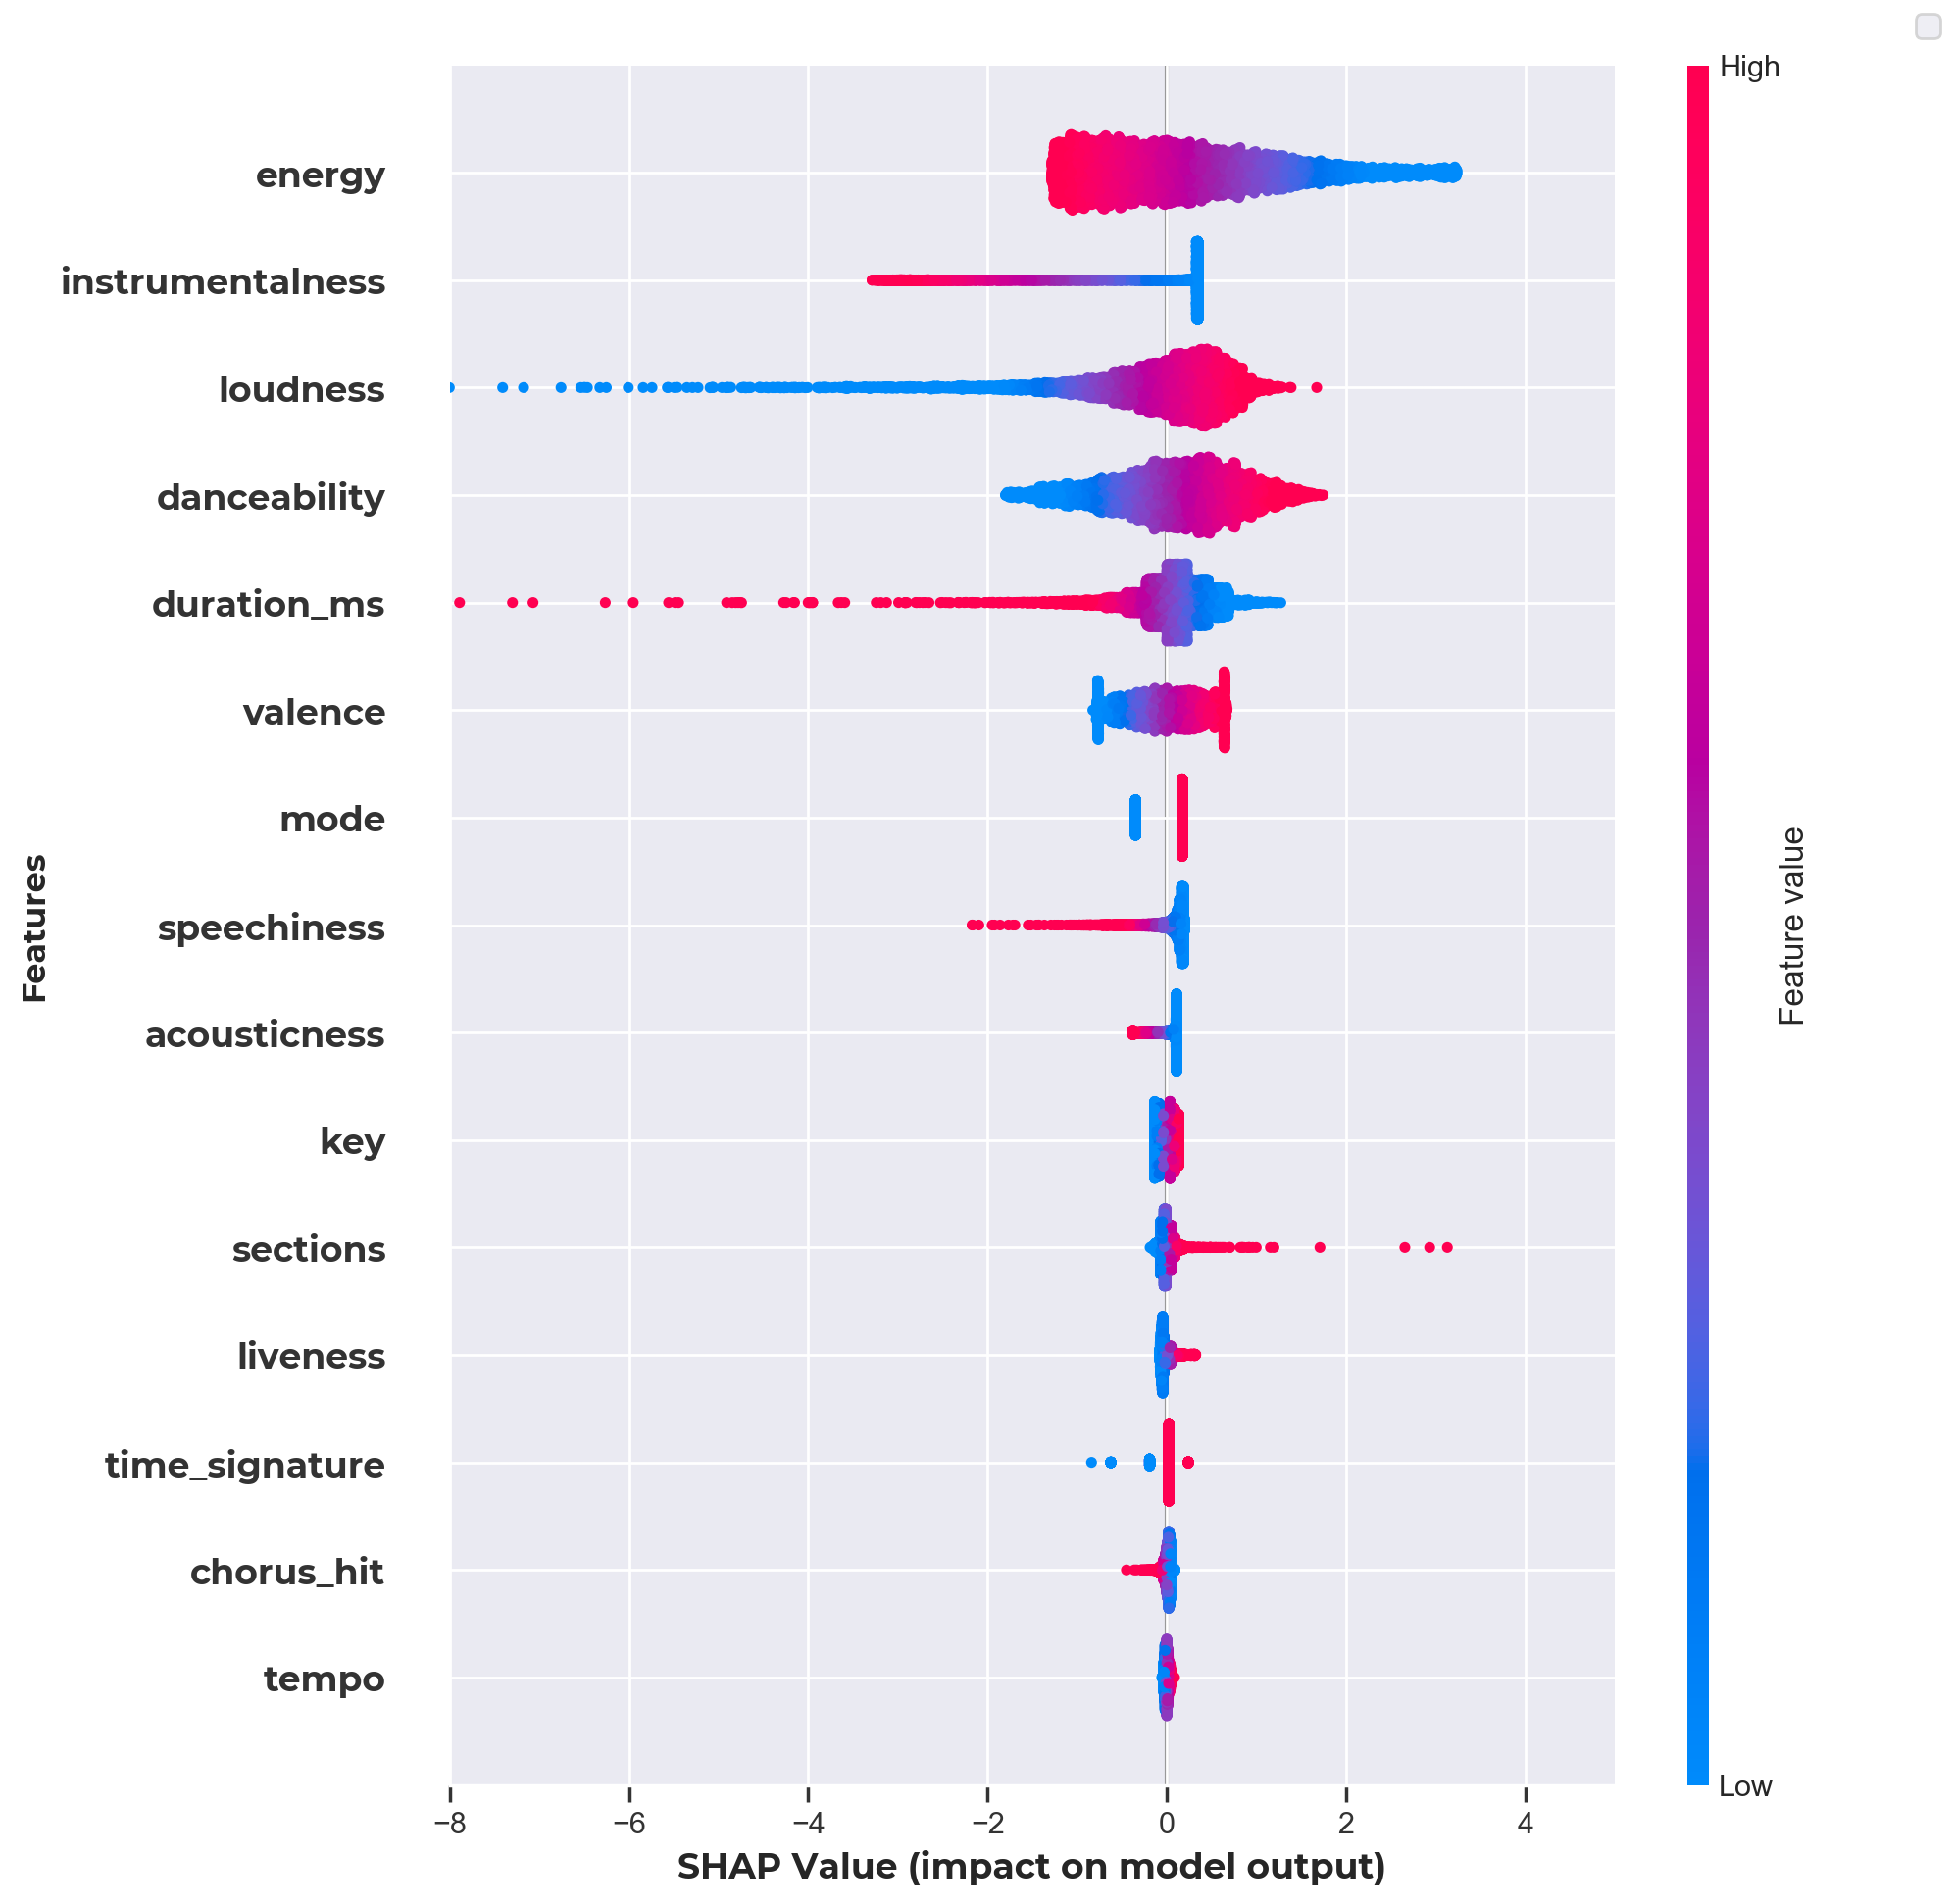 High
energy
instrumentalness
loudness
danceability
duration_ms
valence
mode
speechiness
acousticness
key
sections
liveness
time_signature
chorus_hit
tempo
Features
Feature value
Low
−8 −6 −4 −2 0 2 4
SHAP Value (impact on model output)